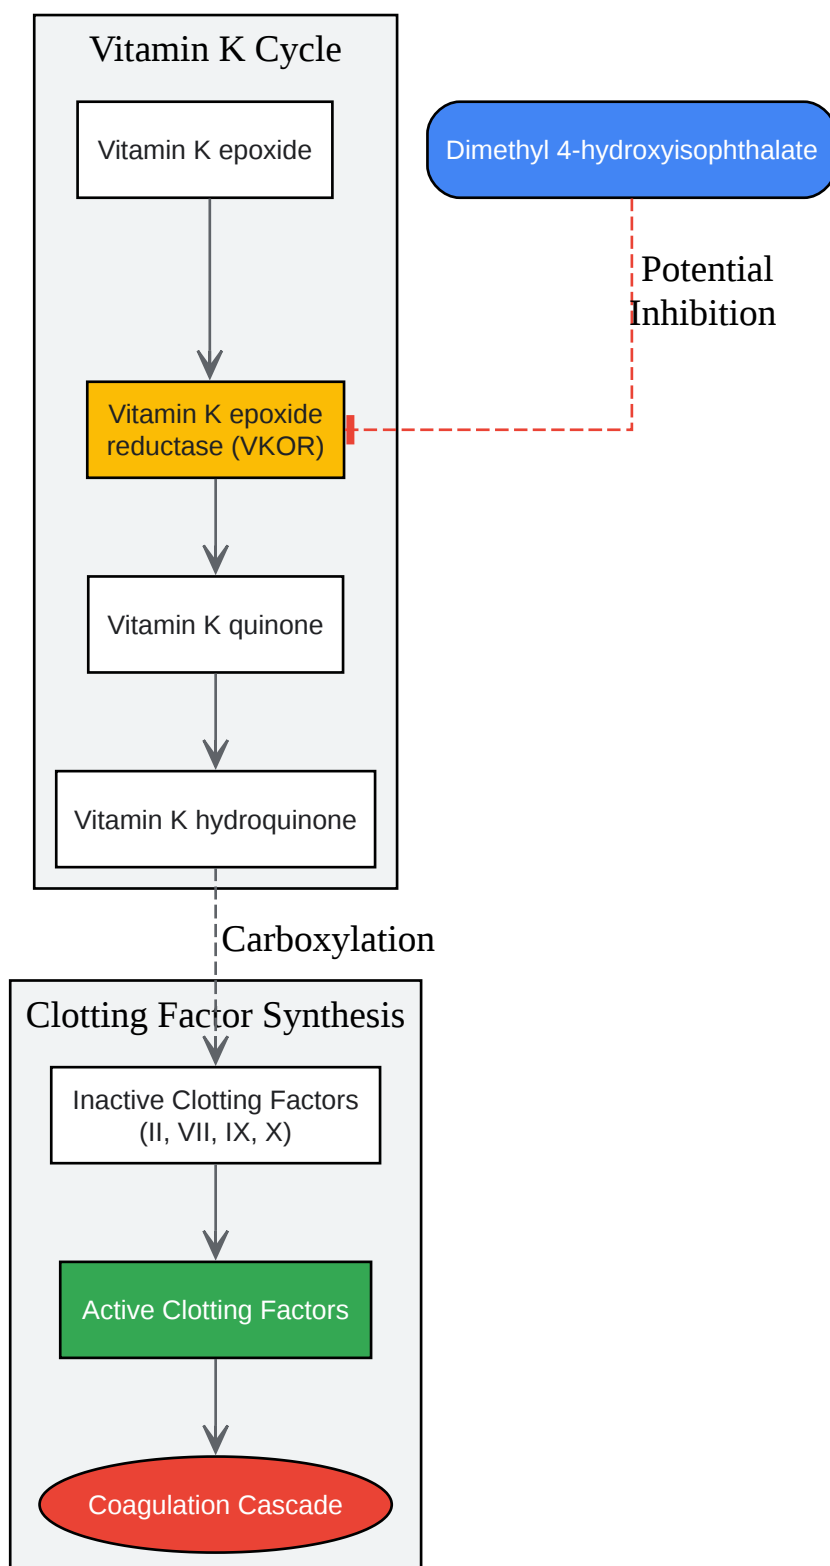 Vitamin K Cycle
Vitamin K epoxide
Dimethyl 4-hydroxyisophthalate
Potential
Inhibition
Vitamin K epoxide
reductase (VKOR)
Vitamin K quinone
Vitamin K hydroquinone
Carboxylation
Clotting Factor Synthesis
Inactive Clotting Factors
(II, VII, IX, X)
Active Clotting Factors
Coagulation Cascade